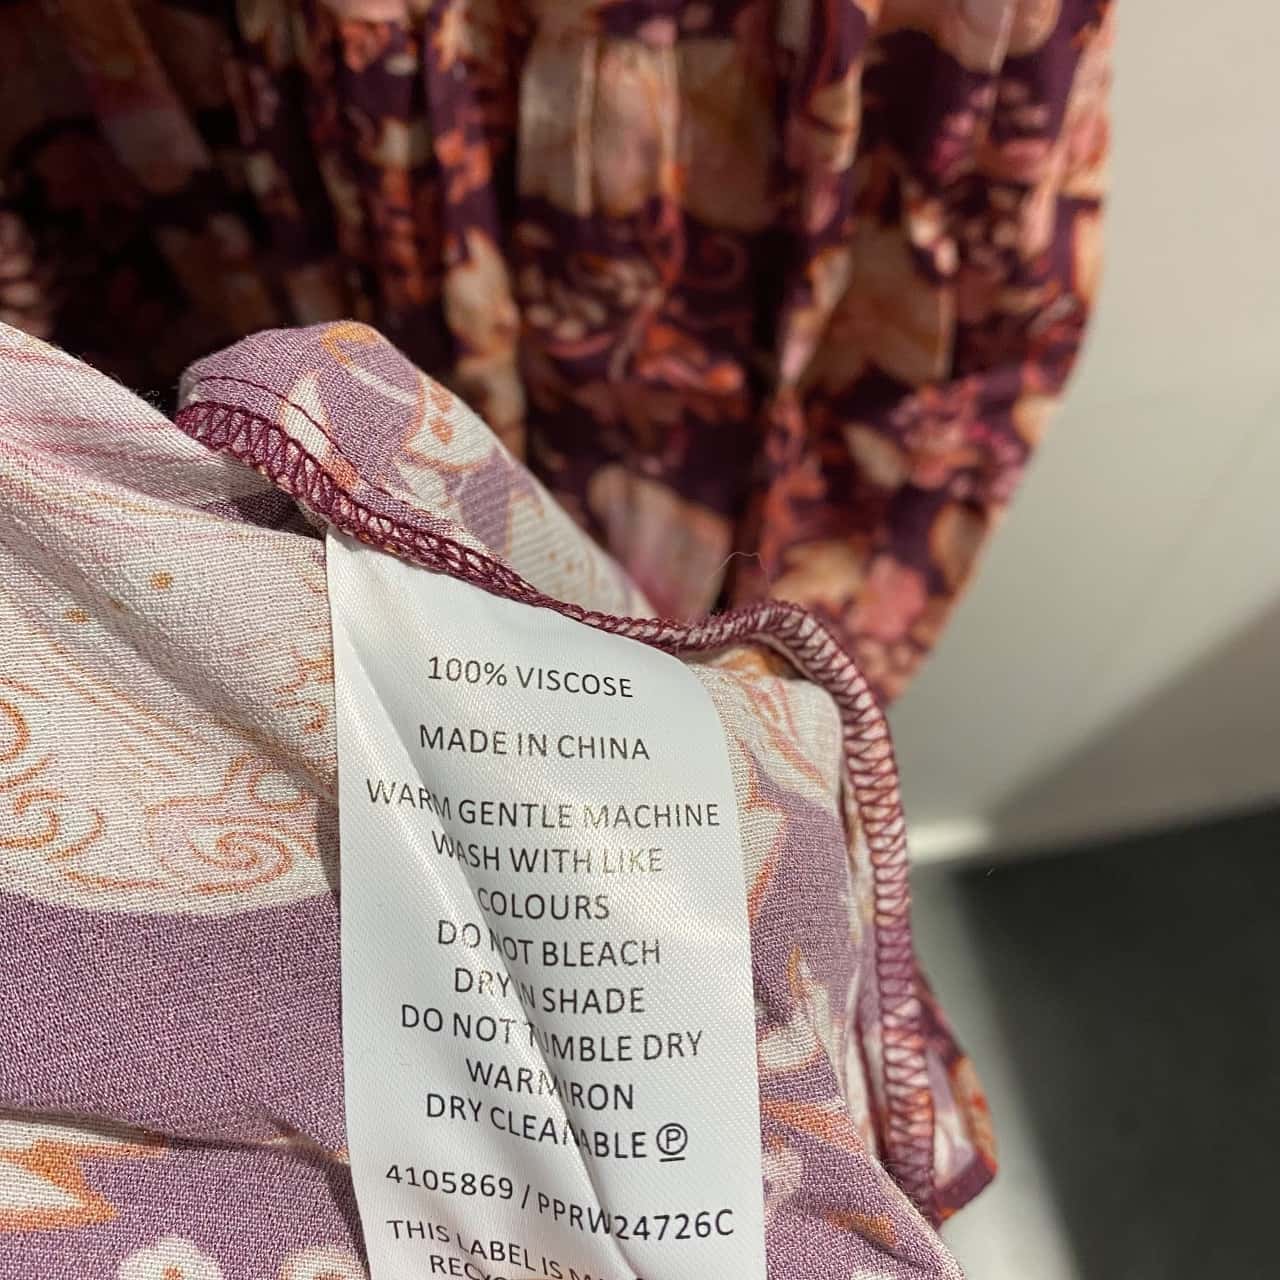 100% VISCOSE
MADE IN CHINA
WARM GENTLE MACHINE
WASH WITH LIKE
COLOURS
DO NOT BLEACH
DRY IN SHADE
DO NOT TUMBLE DRY
WARM IRON
DRY CLEANABLE Ⓟ
4105869 / PPRW24726C
THIS LABEL IS